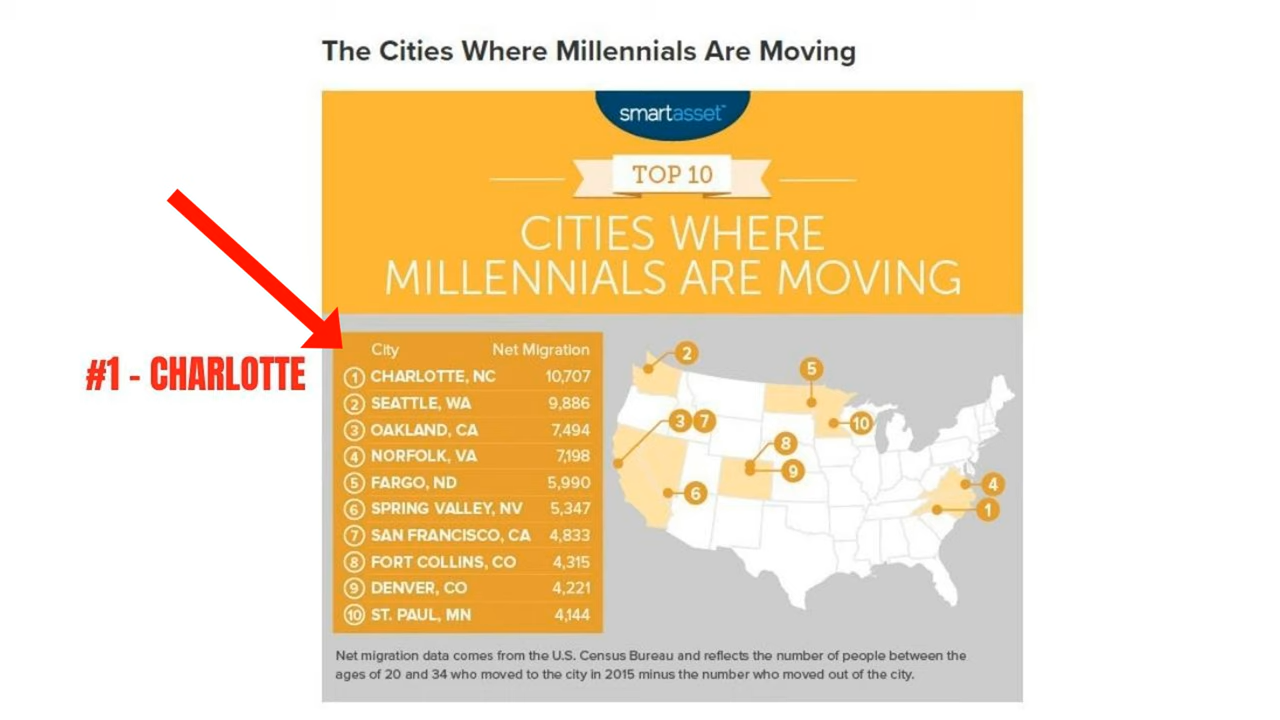 The Cities Where Millennials Are Moving
smartasset™
TOP 10
CITIES WHERE
MILLENNIALS ARE MOVING
#1 - CHARLOTTE
City Net Migration
1 CHARLOTTE, NC 10,707
2 SEATTLE, WA 9,886
3 OAKLAND, CA 7,494
4 NORFOLK, VA 7,198
5 FARGO, ND 5,990
6 SPRING VALLEY, NV 5,347
7 SAN FRANCISCO, CA 4,833
8 FORT COLLINS, CO 4,315
9 DENVER, CO 4,221
10 ST. PAUL, MN 4,144
2
5
3 7
10
8
9
4
6
1
Net migration data comes from the U.S. Census Bureau and reflects the number of people between the
ages of 20 and 34 who moved to the city in 2015 minus the number who moved out of the city.